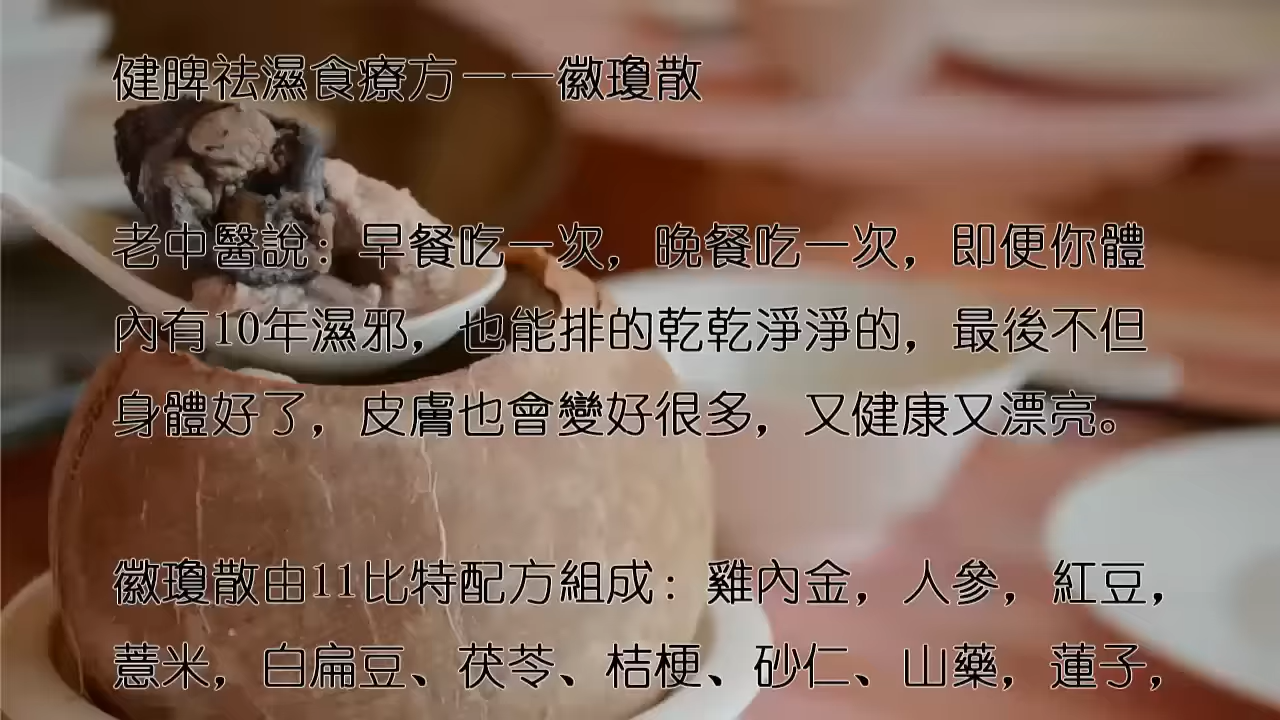 健脾祛濕食療方一一徽瓊散
老中醫說：早餐吃一次，晚餐吃一次，即便你體
內有10年濕邪，也能排的乾乾淨淨的，最後不但
身體好了，皮膚也會變好很多，又健康又漂亮。
徽瓊散由11比特配方組成：雞內金，人參，紅豆，
薏米，白扁豆、茯苓、桔梗、砂仁、山藥，蓮子，